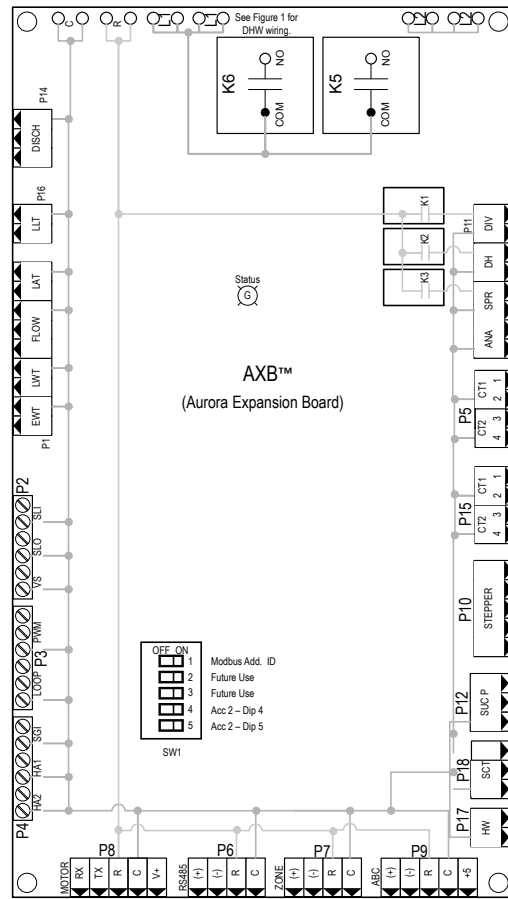 C
R
L1
L1
See Figure 1 for
DHW wiring.
L2
L2
K6
NO
COM
K5
NO
COM
P14
DISCH
P16
LLT
LAT
FLOW
LWT
EWT
P1
K1
K2
K3
P11
DIV
DH
SPR
ANA
Status
G
AXB™
(Aurora Expansion Board)
P5
CT1 1
2
CT2 3
4
P15
CT1 1
2
CT2 3
4
P2
SLI
SLO
VS
P3
PWM
LOOP
P4
SGI
HA1
HA2
P10
STEPPER
P12
SUC P
P18
SCT
P17
HW
OFF ON
1 Modbus Add. ID
2 Future Use
3 Future Use
4 Acc 2 – Dip 4
5 Acc 2 – Dip 5
SW1
P8
MOTOR
RX
TX
R
C
V+
P6
RS485
(+)
(-)
R
C
P7
ZONE
(+)
(-)
R
C
P9
ABC
(+)
(-)
R
C
+5